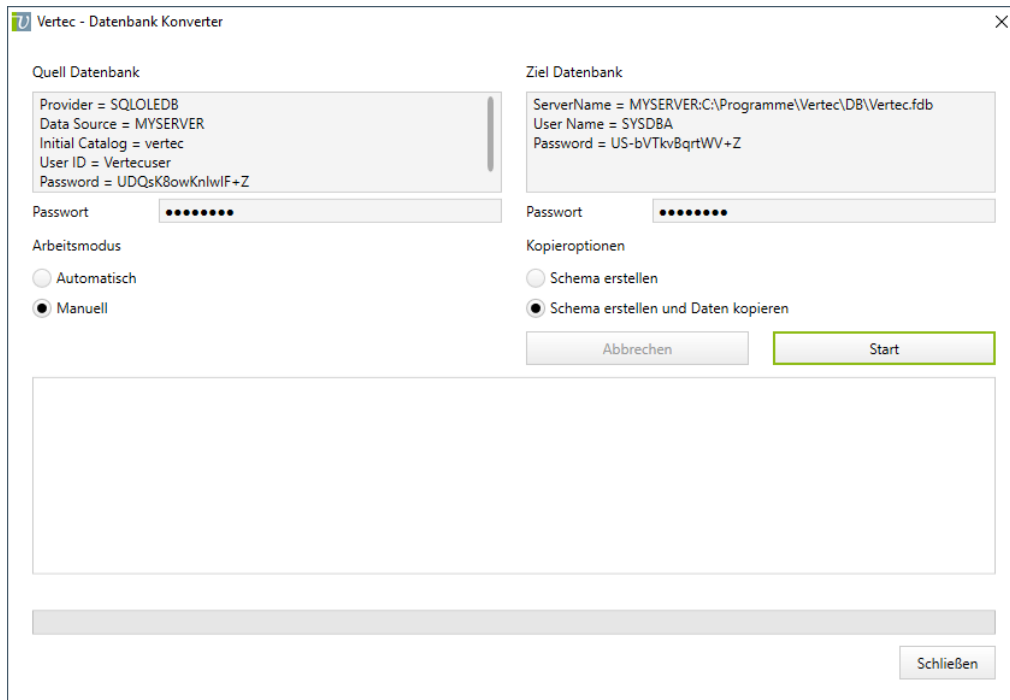 Vertec - Datenbank Konverter
Quell Datenbank
Provider = SQLOLEDB
Data Source = MYSERVER
Initial Catalog = vertec
User ID = Vertecuser
Password = UDQsK8owKnlwIF+Z
Passwort
Arbeitsmodus
Automatisch
Manuell
Ziel Datenbank
ServerName = MYSERVER:C:\Programme\Vertec\DB\Vertec.fdb
User Name = SYSDBA
Password = US-bVTkvBqrtWV+Z
Passwort
Kopieroptionen
Schema erstellen
Schema erstellen und Daten kopieren
Abbrechen
Start
Schließen